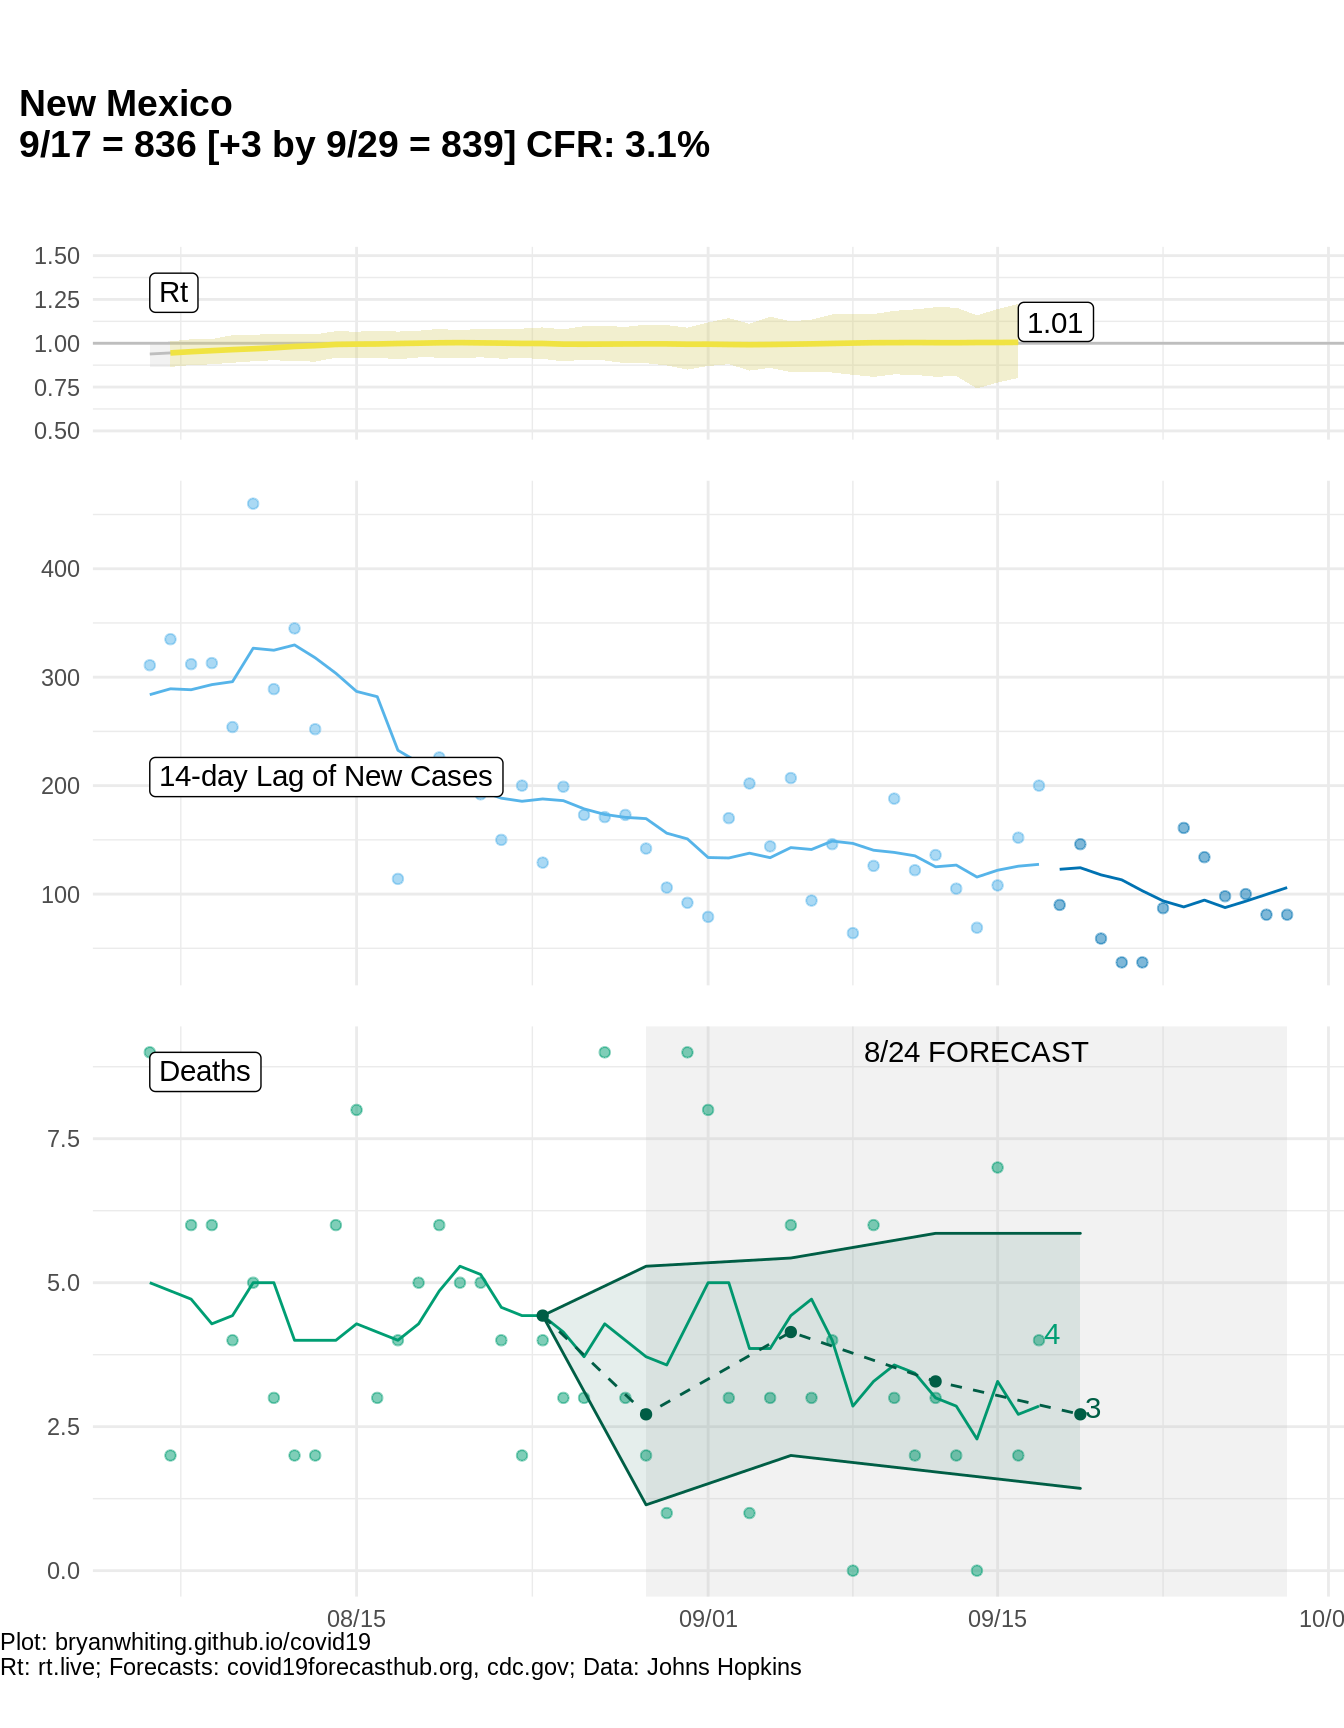 New Mexico
9/17 = 836 [+3 by 9/29 = 839] CFR: 3.1%
1.50
1.25
1.00
0.75
0.50
Rt
1.01
400
300
200
100
14-day Lag of New Cases
Deaths
8/24 FORECAST
7.5
5.0
2.5
0.0
4
3
08/15
09/01
09/15
10/0
Plot: bryanwhiting.github.io/covid19
Rt: rt.live; Forecasts: covid19forecasthub.org, cdc.gov; Data: Johns Hopkins